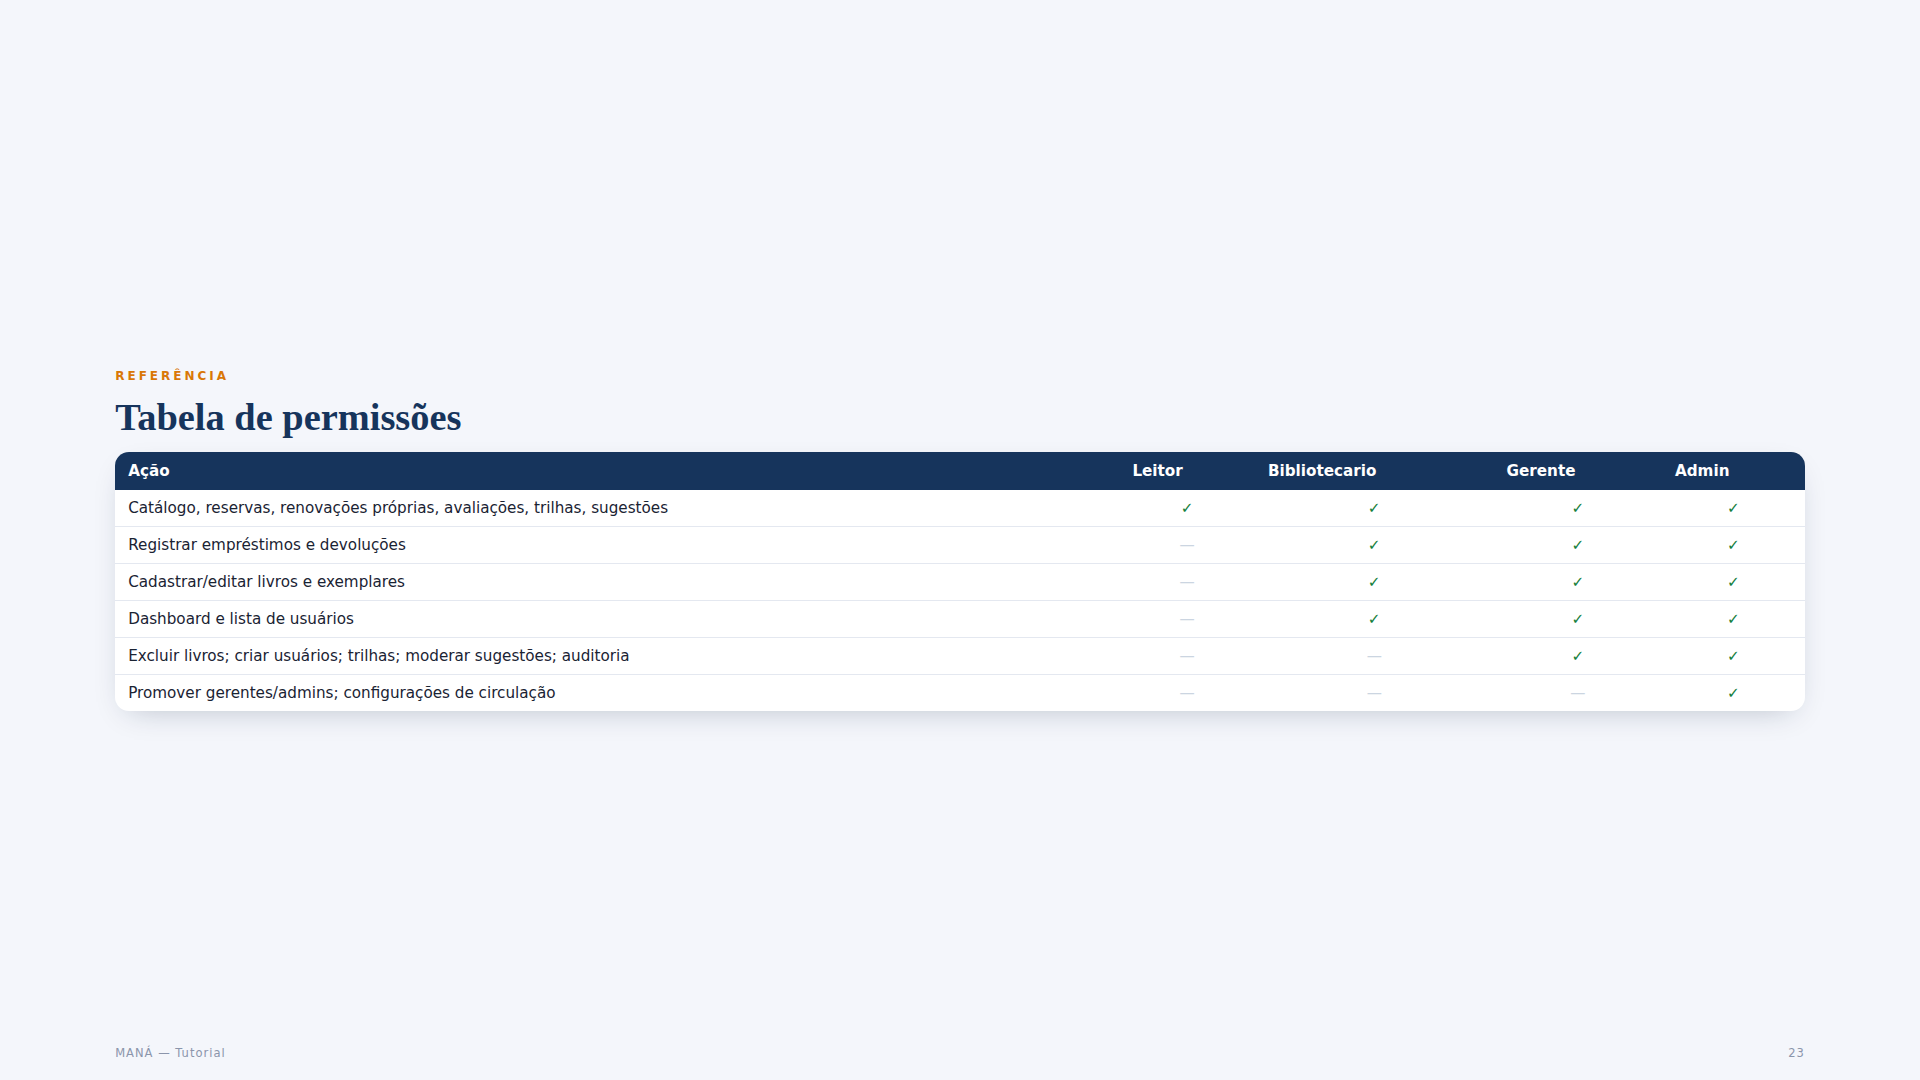 REFERÊNCIA
Tabela de permissões
Ação Leitor Bibliotecario Gerente Admin
Catálogo, reservas, renovações próprias, avaliações, trilhas, sugestões ✓ ✓ ✓ ✓
Registrar empréstimos e devoluções — ✓ ✓ ✓
Cadastrar/editar livros e exemplares — ✓ ✓ ✓
Dashboard e lista de usuários — ✓ ✓ ✓
Excluir livros; criar usuários; trilhas; moderar sugestões; auditoria — — ✓ ✓
Promover gerentes/admins; configurações de circulação — — — ✓
MANÁ — Tutorial 23